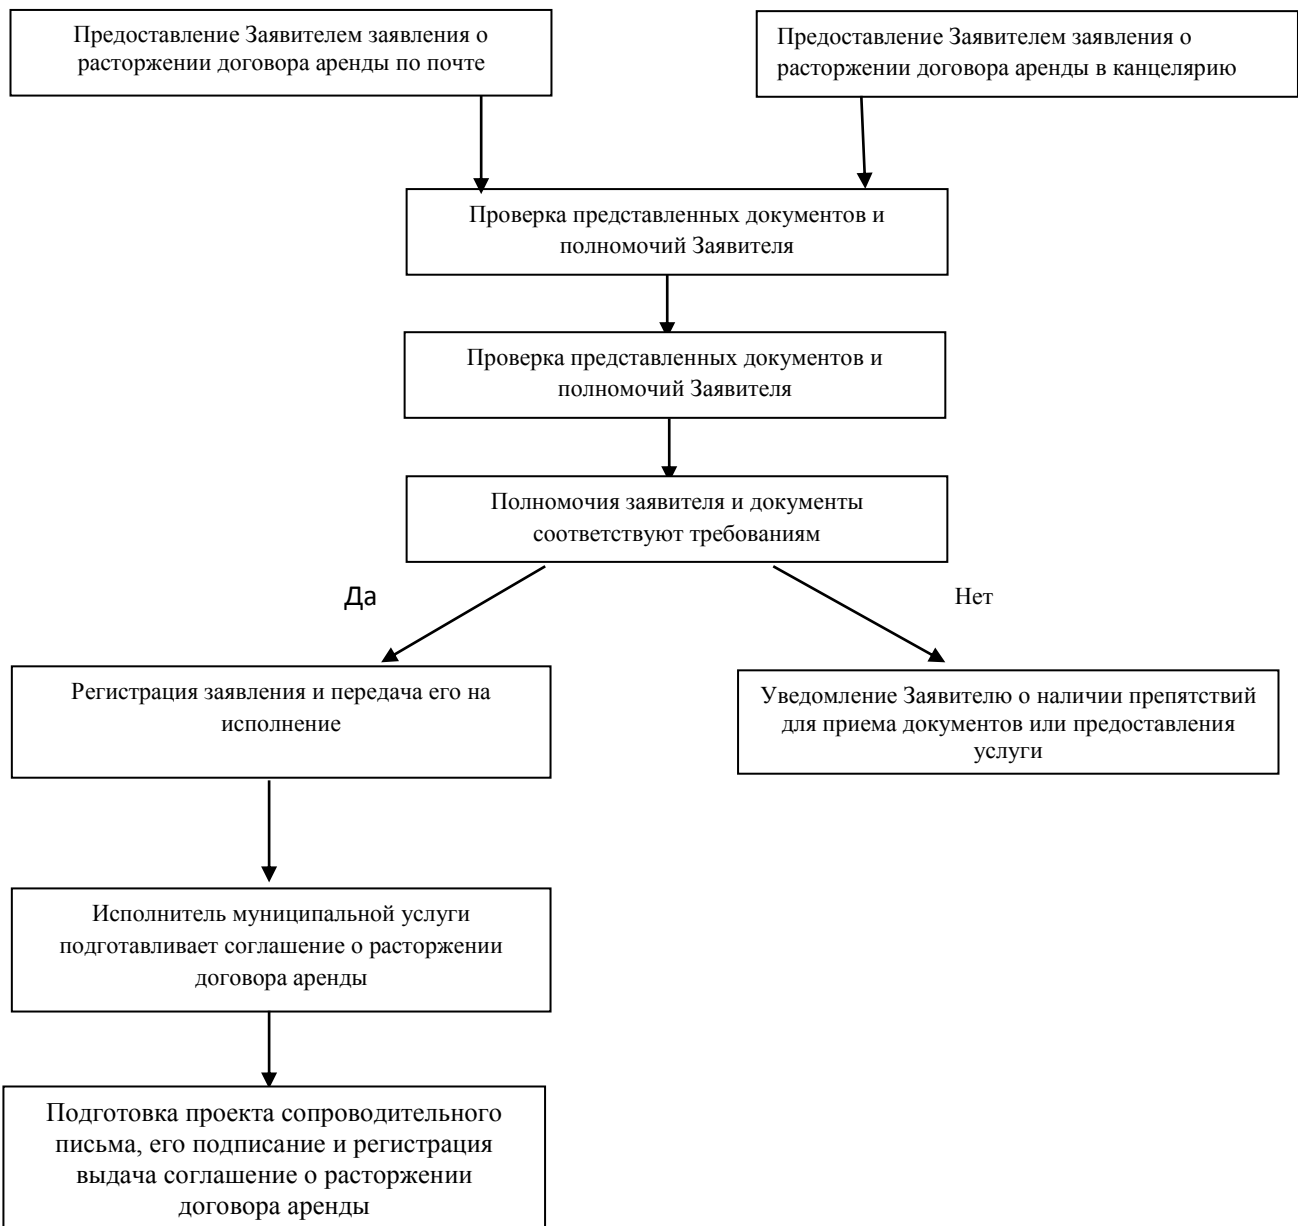 Предоставление Заявителем заявления о
расторжении договора аренды по почте
Предоставление Заявителем заявления о
расторжении договора аренды в канцелярию
Проверка представленных документов и
полномочий Заявителя
Проверка представленных документов и
полномочий Заявителя
Полномочия заявителя и документы
соответствуют требованиям
Да
Нет
Регистрация заявления и передача его на
исполнение
Уведомление Заявителю о наличии препятствий
для приема документов или предоставления
услуги
Исполнитель муниципальной услуги
подготавливает соглашение о расторжении
договора аренды
Подготовка проекта сопроводительного
письма, его подписание и регистрация
выдача соглашение о расторжении
договора аренды